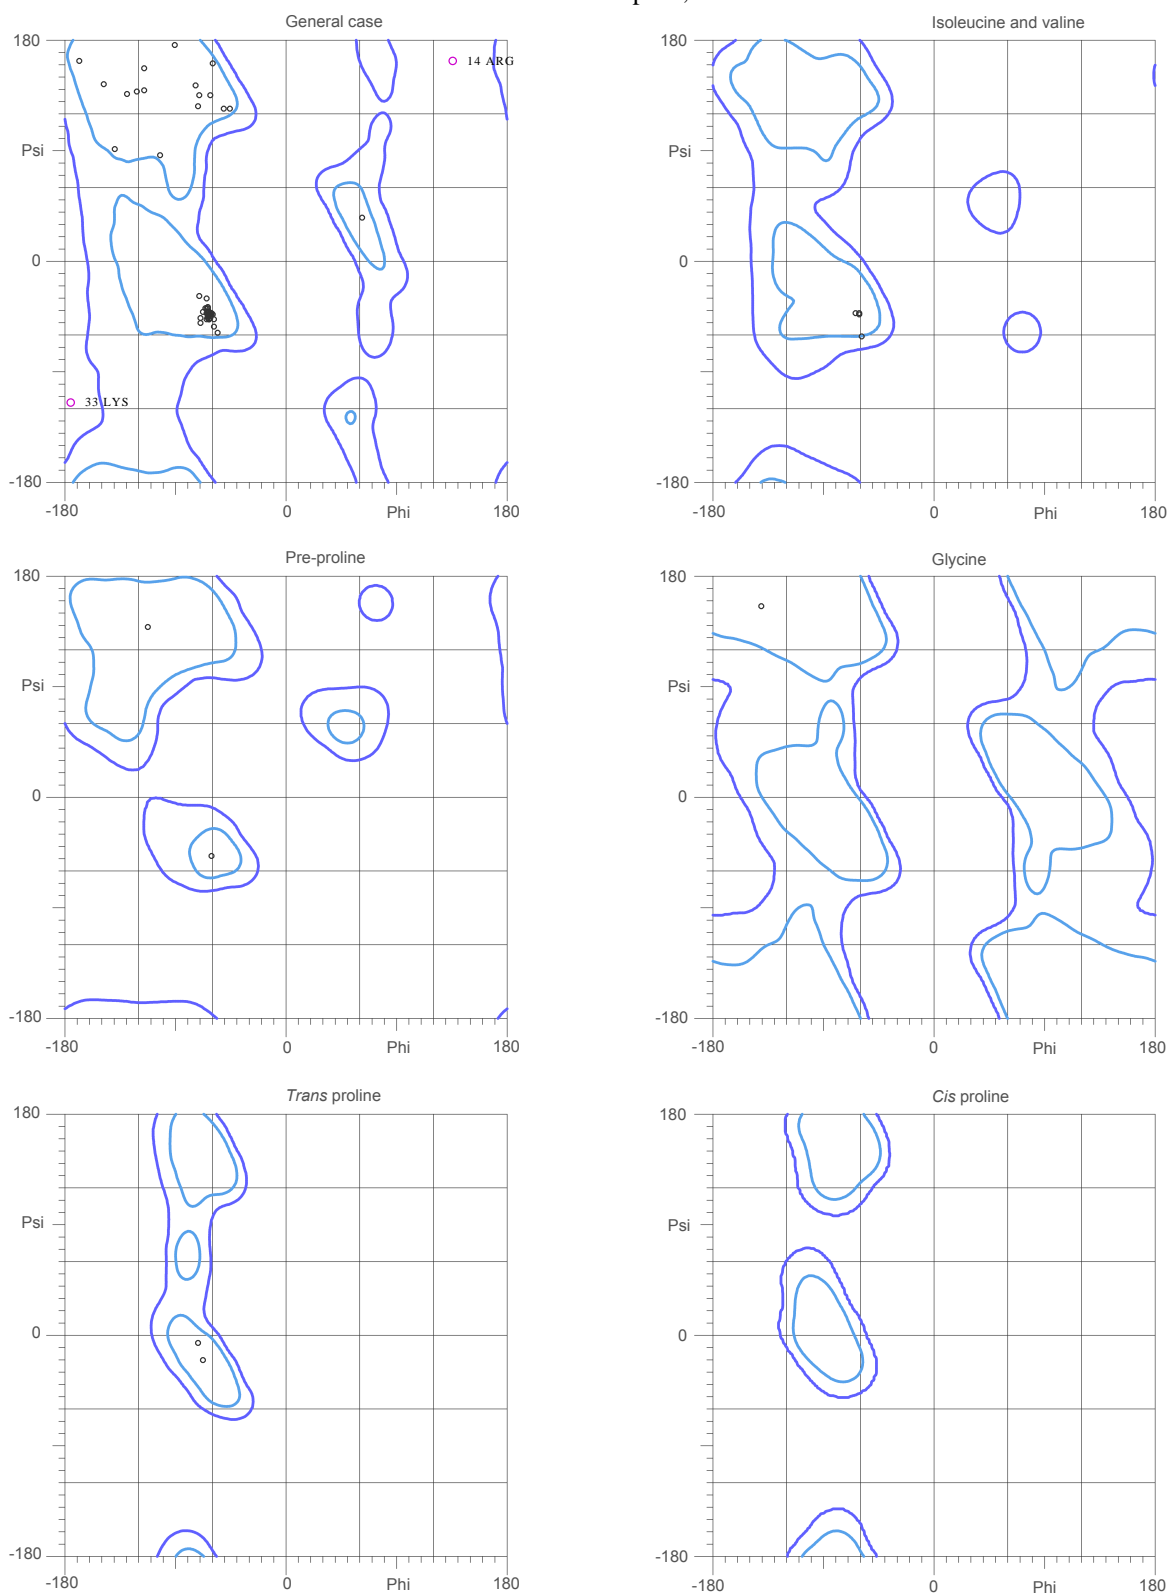 General case
180
14 ARG
Psi
0
33 LYS
-180
-180
0
Phi
180
Isoleucine and valine
180
Psi
0
-180
-180
0
Phi
180
Pre-proline
180
Psi
0
-180
-180
0
Phi
180
Glycine
180
Psi
0
-180
-180
0
Phi
180
Trans proline
180
Psi
0
-180
-180
0
Phi
180
Cis proline
180
Psi
0
-180
-180
0
Phi
180